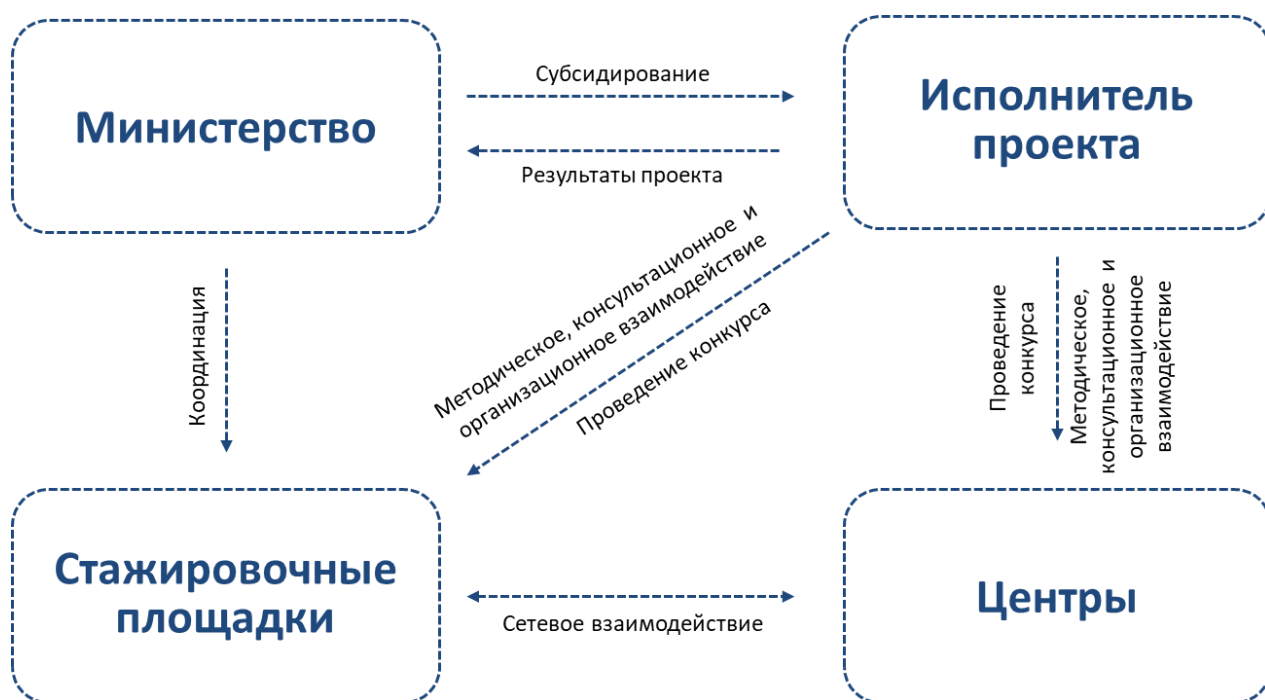 Министерство
Субсидирование
Исполнитель
проекта
Результаты проекта
Координация
Методическое, консультационное и
организационное взаимодействие
Проведение конкурса
Проведение
конкурса
Методическое,
консультационное и
организационное
взаимодействие
Стажировочные
площадки
Сетевое взаимодействие
Центры